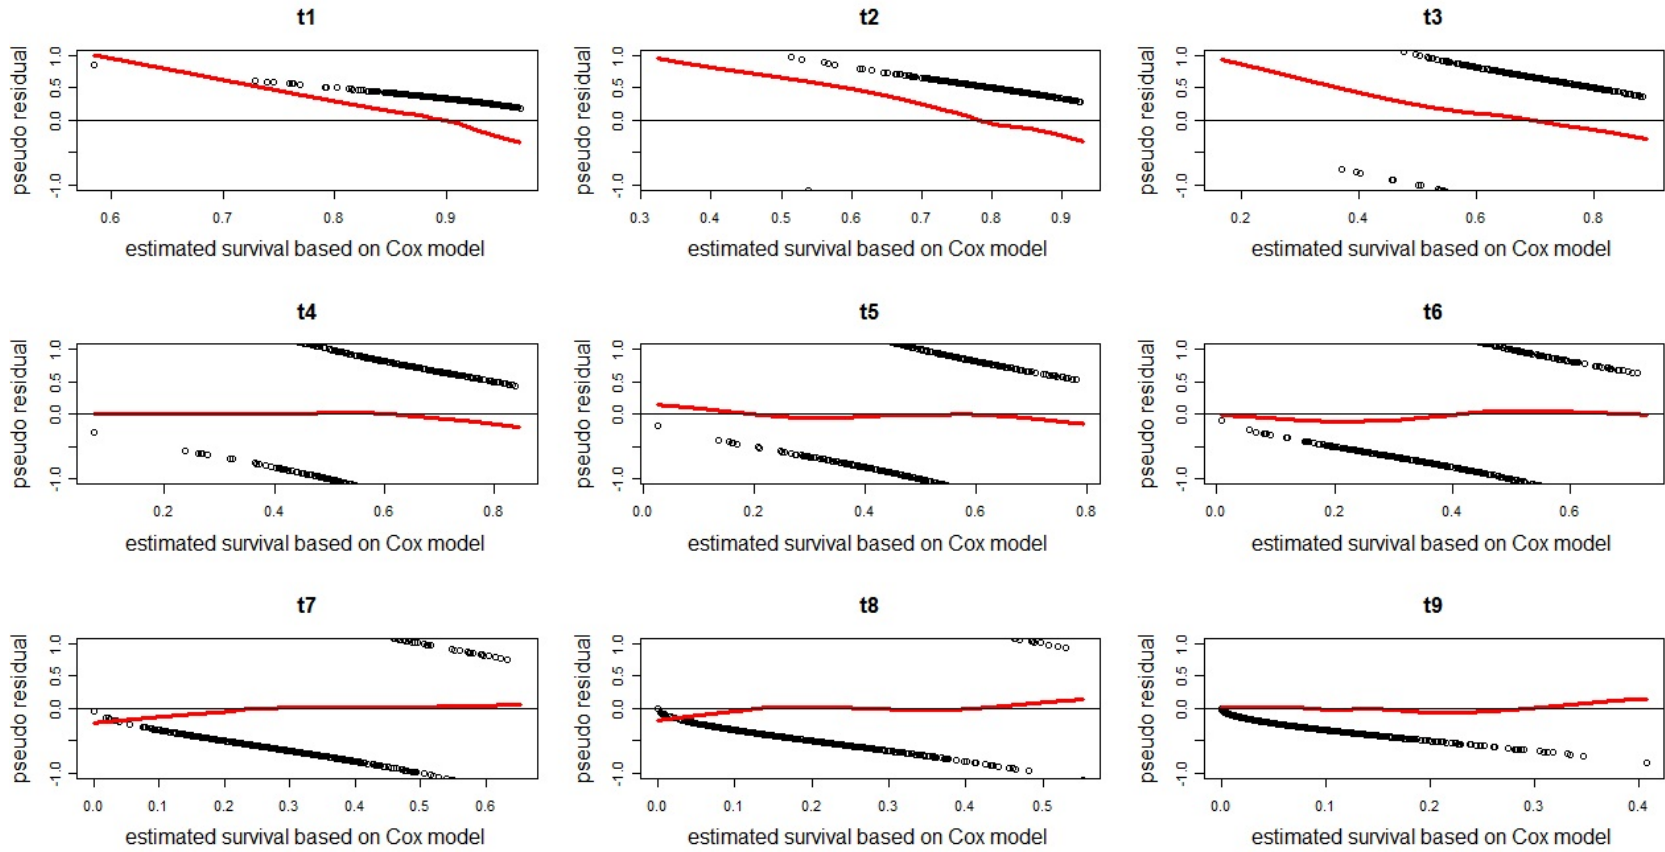 t1
t2
t3
pseudo residual
1.0
0.5
0.0
-1.0
0.6 0.7 0.8 0.9
estimated survival based on Cox model
pseudo residual
1.0
0.5
0.0
-1.0
0.3 0.4 0.5 0.6 0.7 0.8 0.9
estimated survival based on Cox model
pseudo residual
1.0
0.5
0.0
-1.0
0.2 0.4 0.6 0.8
estimated survival based on Cox model
t4
t5
t6
pseudo residual
1.0
0.5
0.0
-1.0
0.2 0.4 0.6 0.8
estimated survival based on Cox model
pseudo residual
1.0
0.5
0.0
-1.0
0.0 0.2 0.4 0.6 0.8
estimated survival based on Cox model
pseudo residual
1.0
0.5
0.0
-1.0
0.0 0.2 0.4 0.6
estimated survival based on Cox model
t7
t8
t9
pseudo residual
1.0
0.5
0.0
-1.0
0.0 0.1 0.2 0.3 0.4 0.5 0.6
estimated survival based on Cox model
pseudo residual
1.0
0.5
0.0
-1.0
0.0 0.1 0.2 0.3 0.4 0.5
estimated survival based on Cox model
pseudo residual
1.0
0.5
0.0
-1.0
0.0 0.1 0.2 0.3 0.4
estimated survival based on Cox model